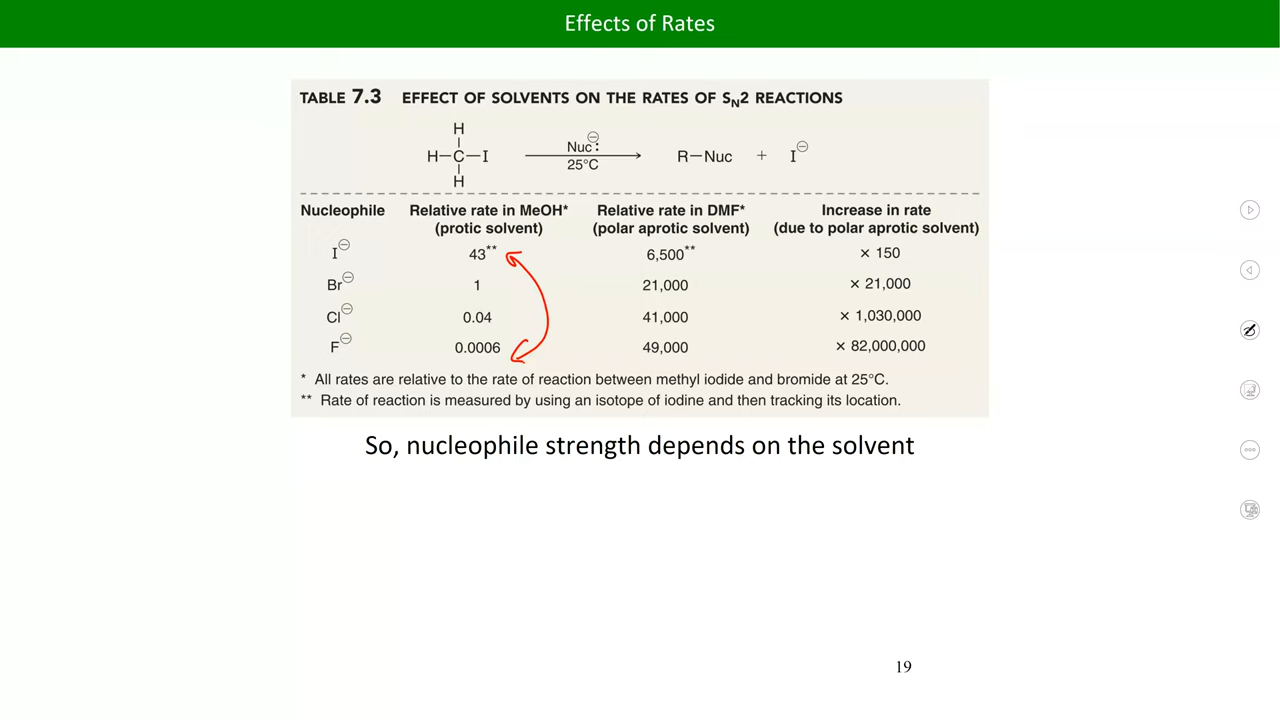 Effects of Rates
TABLE 7.3 EFFECT OF SOLVENTS ON THE RATES OF SN2 REACTIONS
H
H–C–I Nuc:⊖ 25°C R–Nuc + I⊖
H
Nucleophile Relative rate in MeOH* Relative rate in DMF* Increase in rate
(protic solvent) (polar aprotic solvent) (due to polar aprotic solvent)
I⊖ 43** 6,500** × 150
Br⊖ 1 21,000 × 21,000
Cl⊖ 0.04 41,000 × 1,030,000
F⊖ 0.0006 49,000 × 82,000,000
* All rates are relative to the rate of reaction between methyl iodide and bromide at 25°C.
** Rate of reaction is measured by using an isotope of iodine and then tracking its location.
So, nucleophile strength depends on the solvent
19